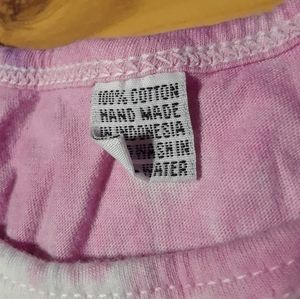 100% COTTON
HAND MADE
IN INDONESIA
WASH IN
WATER